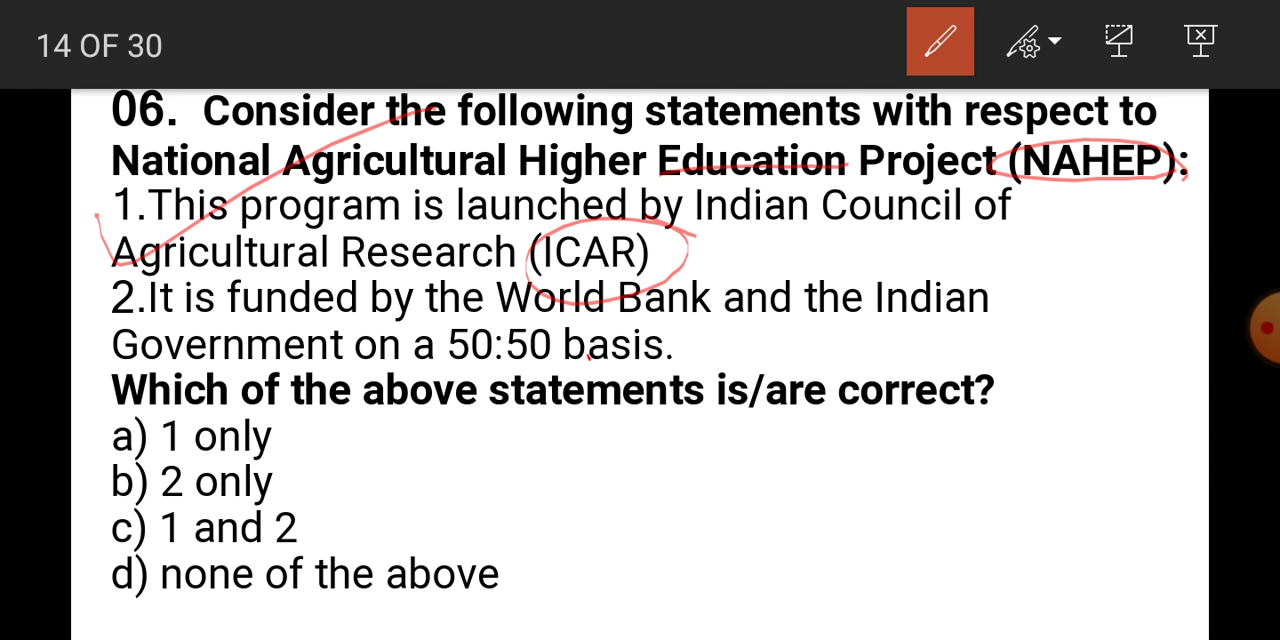 14 OF 30
06. Consider the following statements with respect to
National Agricultural Higher Education Project (NAHEP):
1.This program is launched by Indian Council of
Agricultural Research (ICAR)
2.It is funded by the World Bank and the Indian
Government on a 50:50 basis.
Which of the above statements is/are correct?
a) 1 only
b) 2 only
c) 1 and 2
d) none of the above